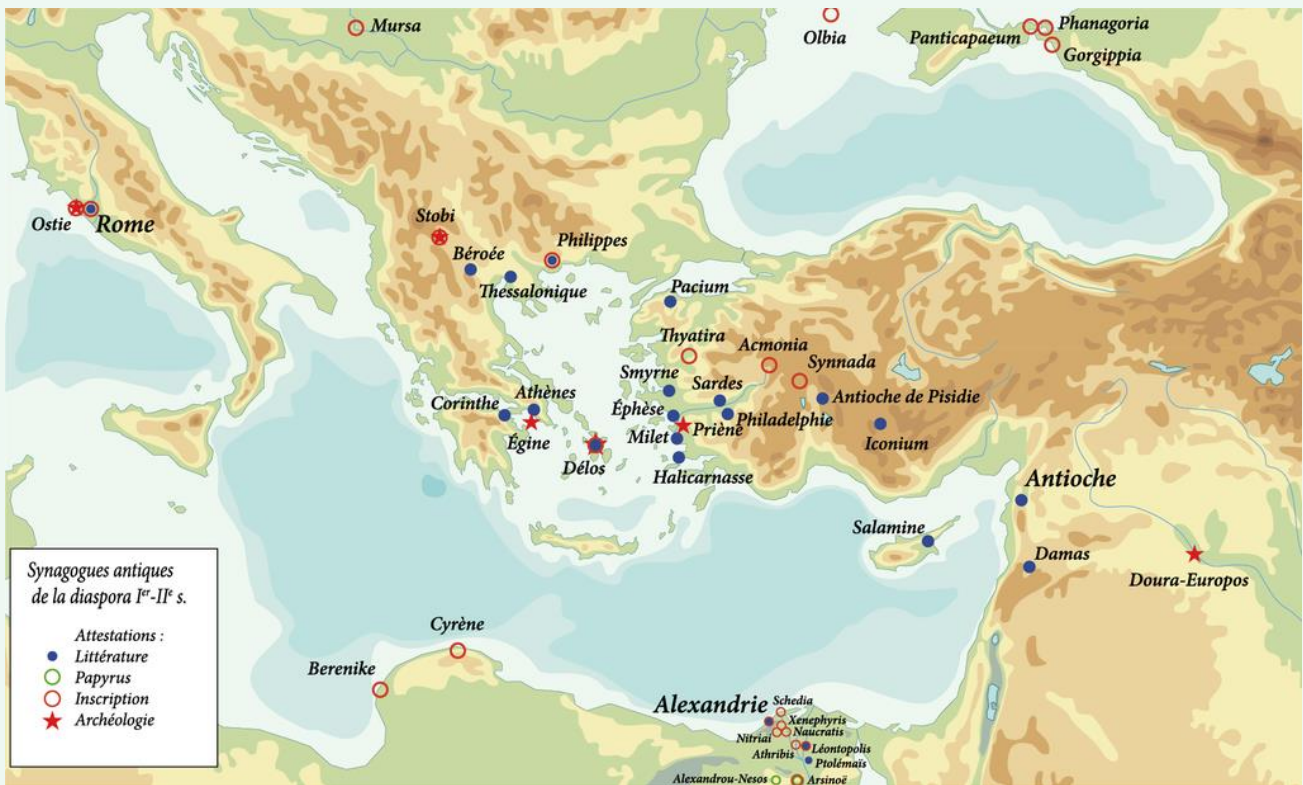 Mursa
Olbia
Phanagoria
Panticapaeum
Gorgippia
Ostie
Rome
Stobi
Philippes
Béroée
Thessalonique
Pacium
Thyatira
Acmonia
Synnada
Smyrne
Sardes
Antioche de Pisidie
Corinthe
Athènes
Éphèse
Philadelphie
Priène
Égine
Milet
Iconium
Délos
Halicarnasse
Antioche
Salamine
Damas
Doura-Europos
Synagogues antiques
de la diaspora Iᵉʳ-IIᵉ s.
Attestations :
Littérature
Papyrus
Inscription
Archéologie
Cyrène
Berenike
Alexandrie
Schedia
Xenephyris
Nitriai
Naucratis
Athribis
Léontopolis
Ptolémaïs
Alexandrou-Nesos
Arsinoë